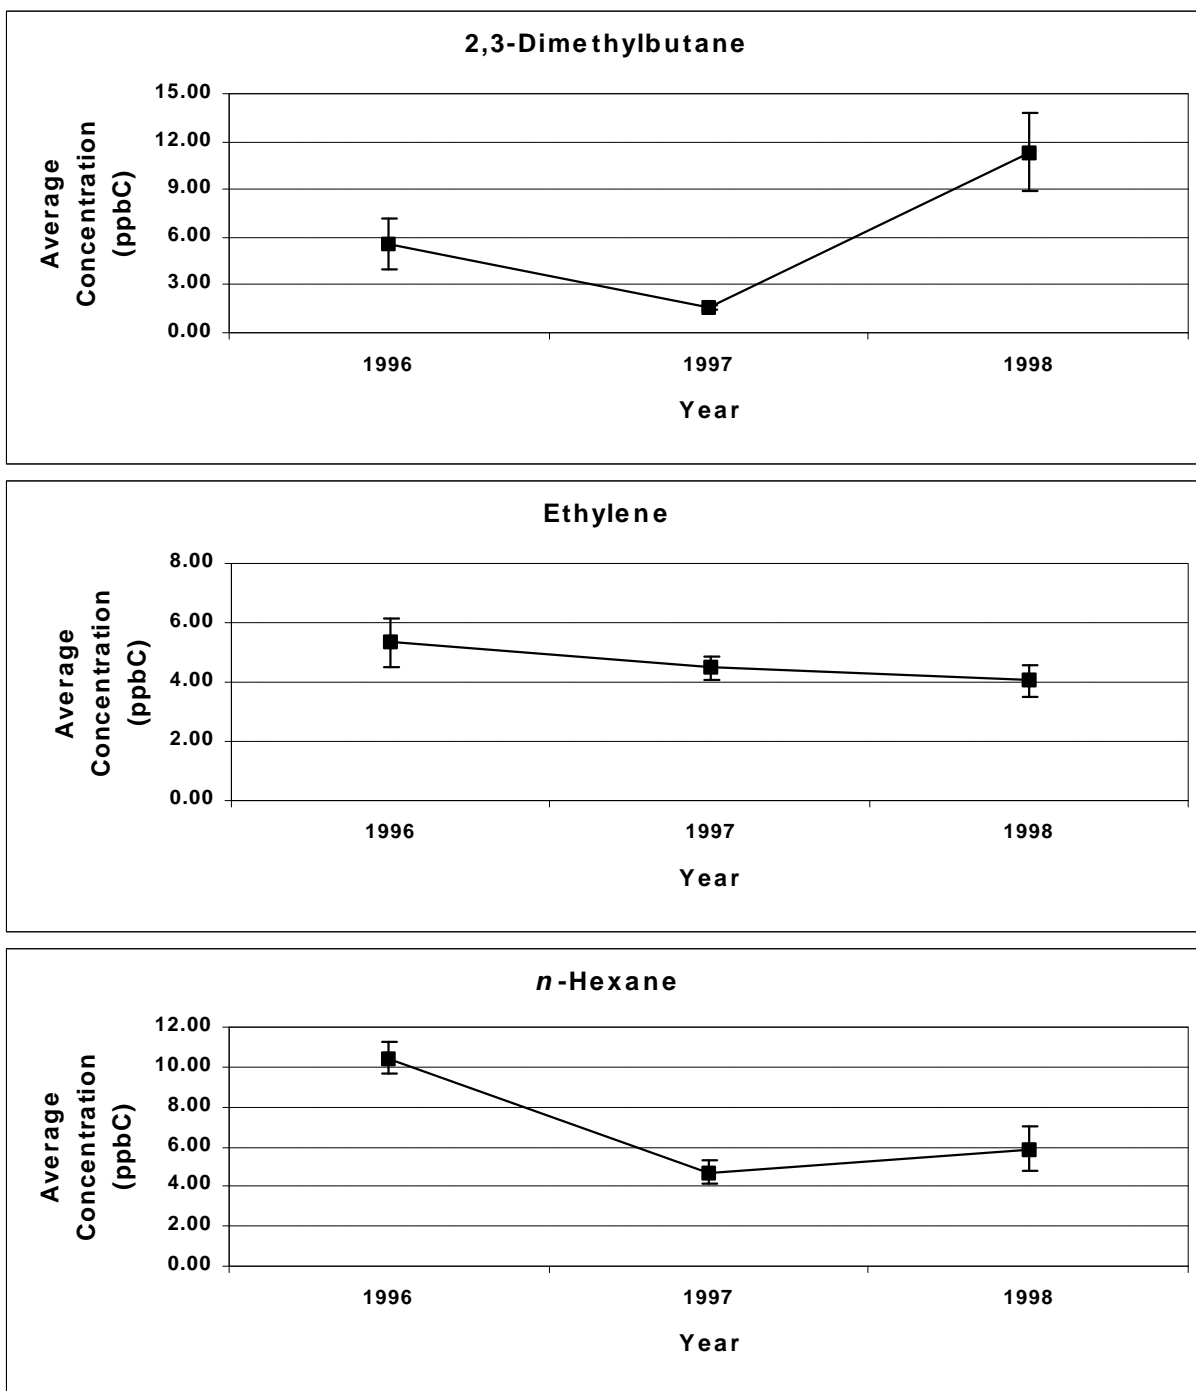 2,3-Dimethylbutane
15.00
12.00
9.00
6.00
3.00
0.00
Average
Concentration
(ppbC)
1996 1997 1998
Year
Ethylene
8.00
6.00
4.00
2.00
0.00
Average
Concentration
(ppbC)
1996 1997 1998
Year
n-Hexane
12.00
10.00
8.00
6.00
4.00
2.00
0.00
Average
Concentration
(ppbC)
1996 1997 1998
Year